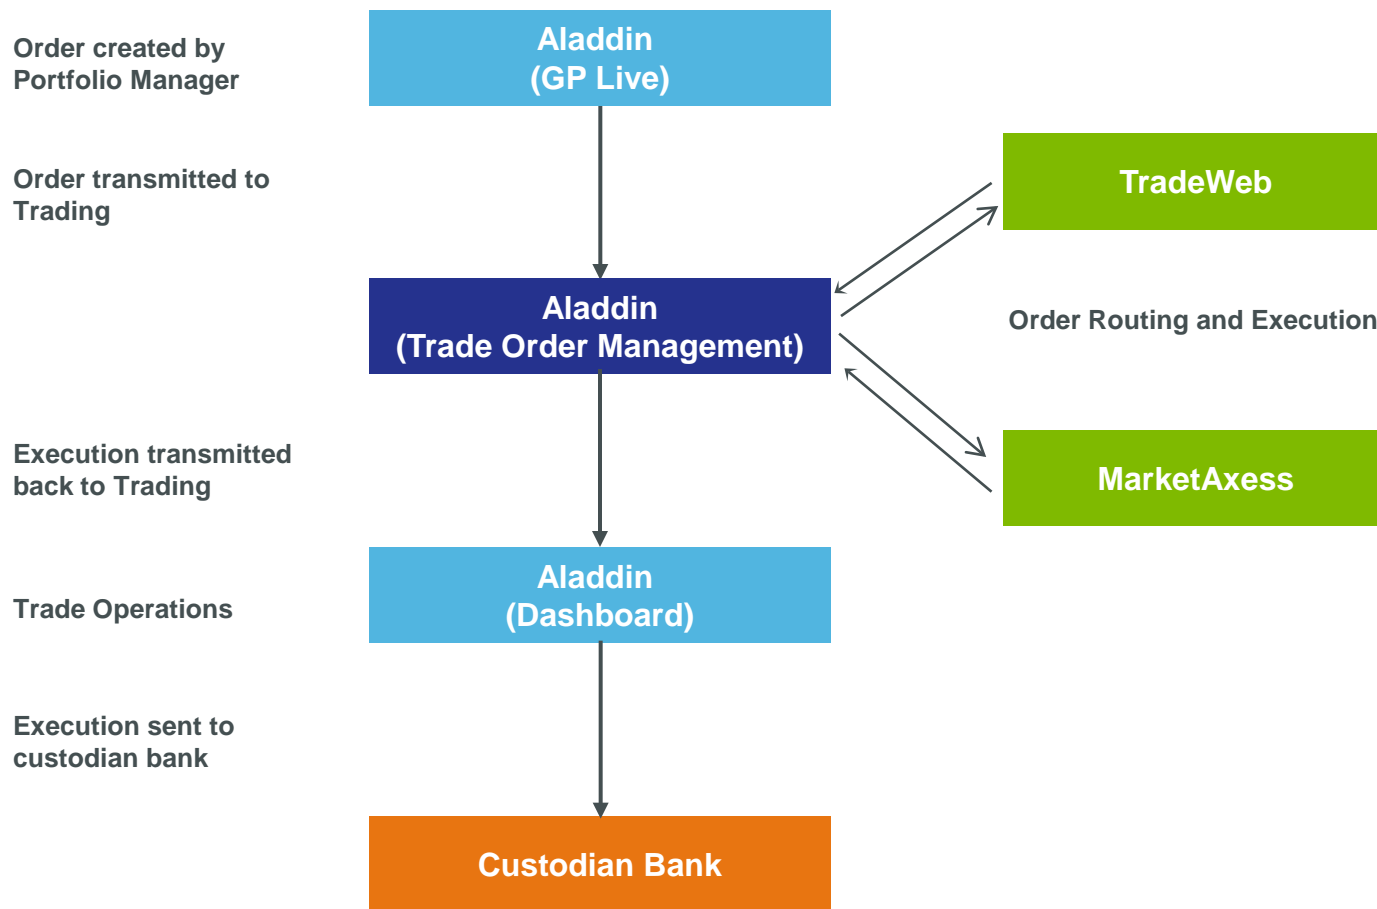 Order created by
Portfolio Manager
Aladdin
(GP Live)
Order transmitted to
Trading
TradeWeb
Aladdin
(Trade Order Management)
Order Routing and Execution
Execution transmitted
back to Trading
MarketAxess
Aladdin
(Dashboard)
Trade Operations
Execution sent to
custodian bank
Custodian Bank